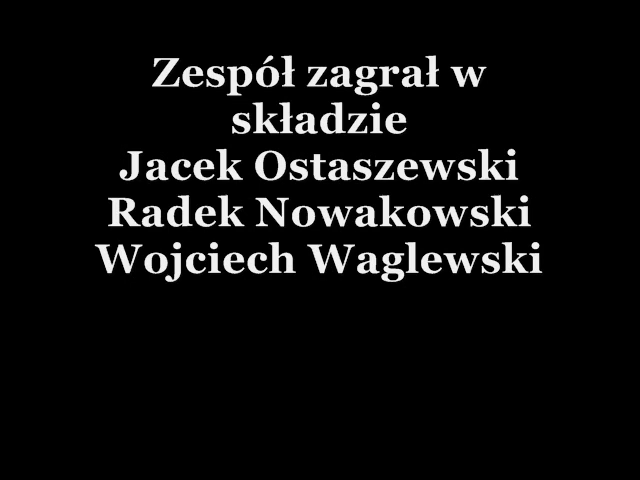 Zespół zagrał w
składzie
Jacek Ostaszewski
Radek Nowakowski
Wojciech Waglewski